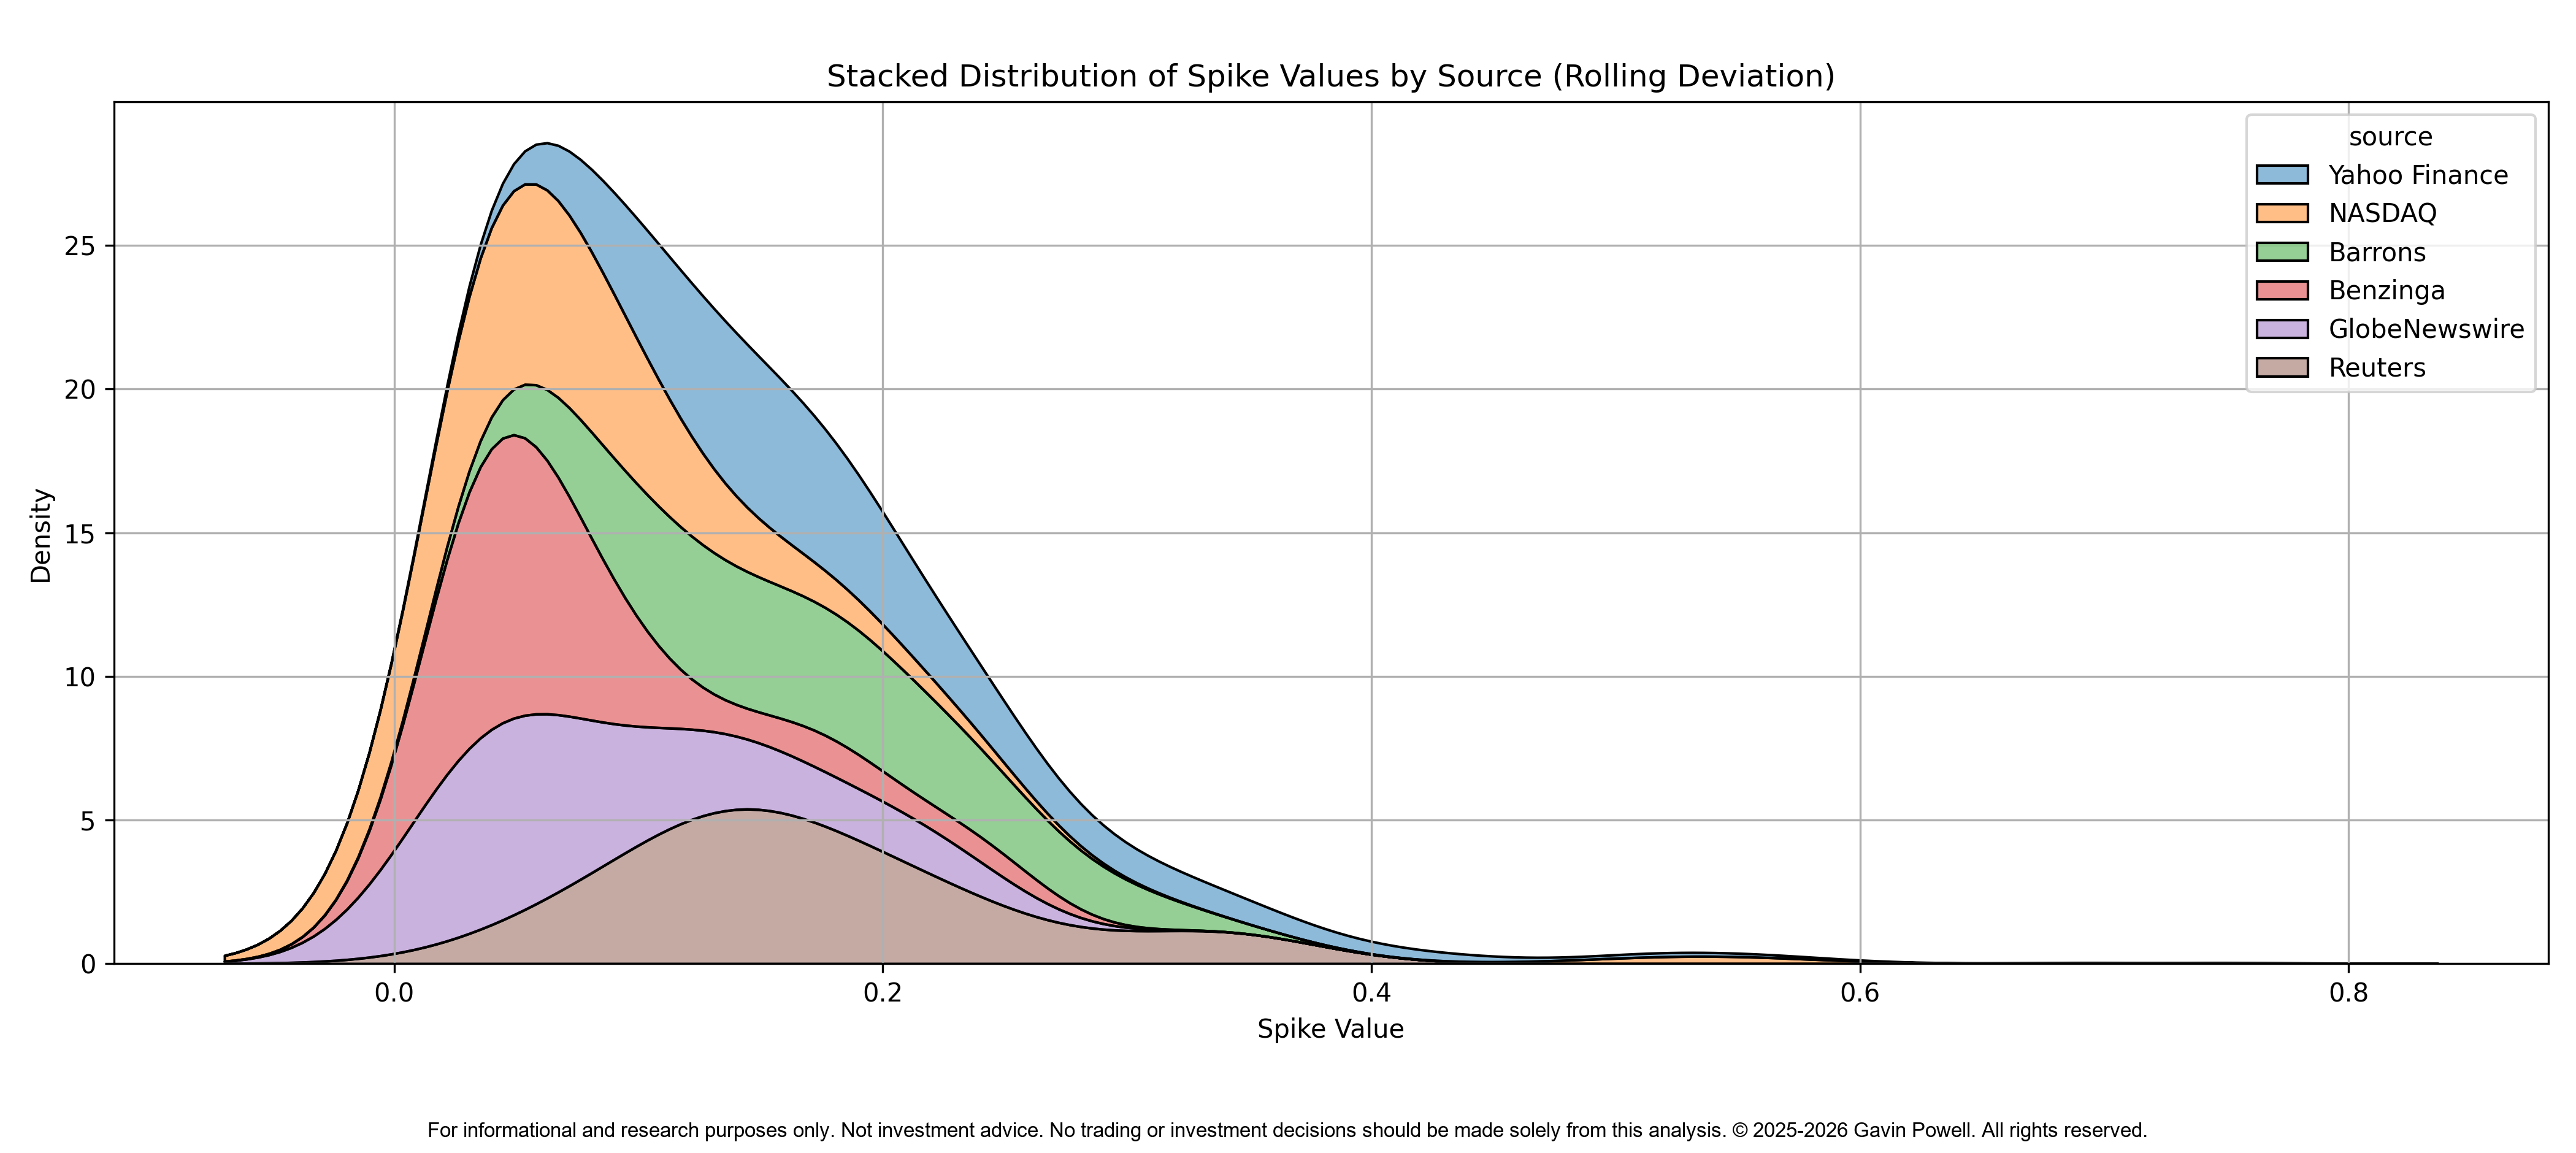 Stacked Distribution of Spike Values by Source (Rolling Deviation)
source
Yahoo Finance
NASDAQ
Barrons
Benzinga
GlobeNewswire
Reuters
Density
25
20
15
10
5
0
0.0 0.2 0.4 0.6 0.8
Spike Value
For informational and research purposes only. Not investment advice. No trading or investment decisions should be made solely from this analysis. © 2025-2026 Gavin Powell. All rights reserved.